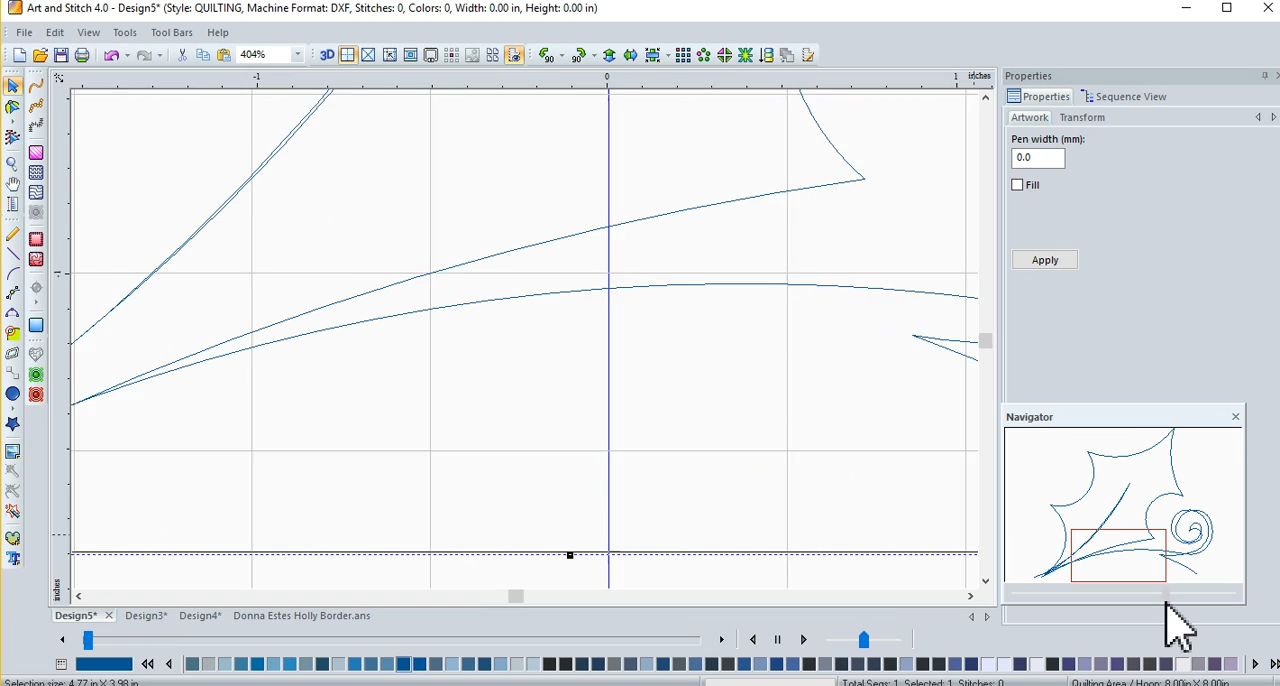 Art and Stitch 4.0 - Design5* (Style: QUILTING, Machine Format: DXF, Stitches: 0, Colors: 0, Width: 0.00 in, Height: 0.00 in)
File Edit View Tools Tool Bars Help
404% 3D 90 90
-1 0 1 inches
Properties
Properties Sequence View
Artwork Transform
Pen width (mm):
0.0
Fill
Apply
Navigator
-1
inches
Design5* Design3* Design4* Donna Estes Holly Border.ans
Selection size: 4.77 in X 3.98 in Total Segs: 1, Selected: 1, Stitches: 0 Quilting Area / Hoop: 8.00in X 8.00in